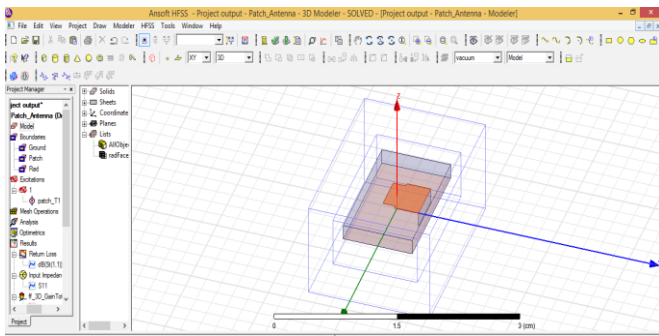 Ansoft HFSS - Project output - Patch_Antenna - 3D Modeler - SOLVED - [Project output - Patch_Antenna - Modeler]
File Edit View Project Draw Modeler HFSS Tools Window Help
XY
3D
vacuum
Model
Project Manager
ject output*
Patch_Antenna (Dr
Model
Boundaries
Ground
Patch
Rad
Excitations
1
patch_T1
Mesh Operations
Analysis
Optimetrics
Results
Return Loss
dB(St(1,1))
Input Impedan
S11
ff_3D_GainTot
Project
Solids
Sheets
Coordinate
Planes
Lists
AllObje
radFace
Z
0
1.5
3 (cm)